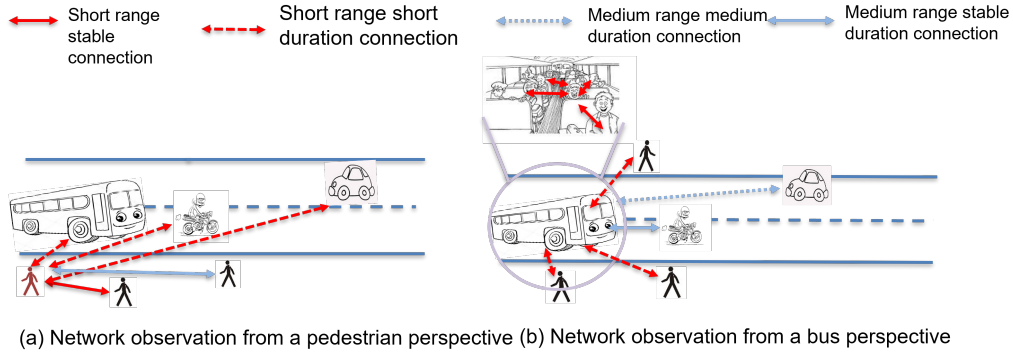 Short range
stable
connection
Short range short
duration connection
Medium range medium
duration connection
Medium range stable
duration connection
(a) Network observation from a pedestrian perspective
(b) Network observation from a bus perspective